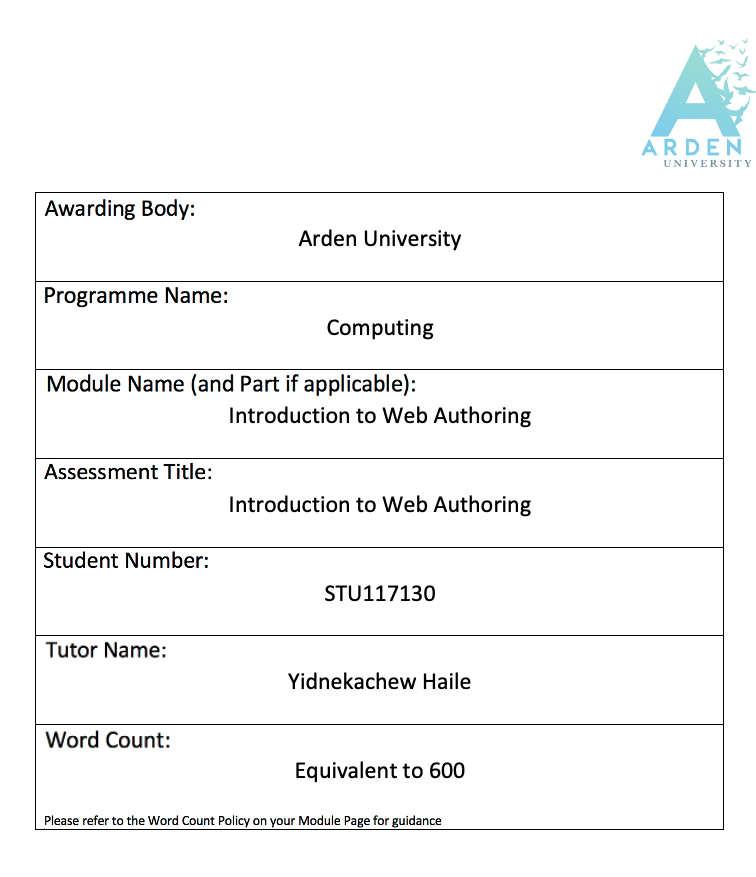 ARDEN
UNIVERSITY
Awarding Body:
Arden University
Programme Name:
Computing
Module Name (and Part if applicable):
Introduction to Web Authoring
Assessment Title:
Introduction to Web Authoring
Student Number:
STU117130
Tutor Name:
Yidnekachew Haile
Word Count:
Equivalent to 600
Please refer to the Word Count Policy on your Module Page for guidance